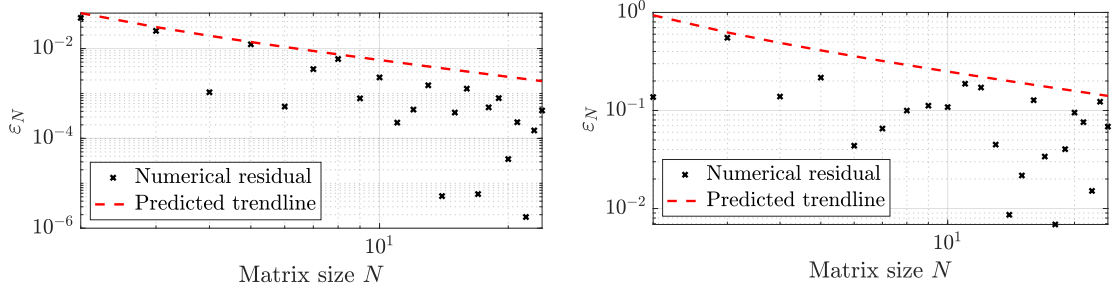 10^{-2}
10^{-4}
10^{-6}
ε_N
Numerical residual
Predicted trendline
10^1
Matrix size N
10^0
10^{-1}
10^{-2}
ε_N
Numerical residual
Predicted trendline
10^1
Matrix size N